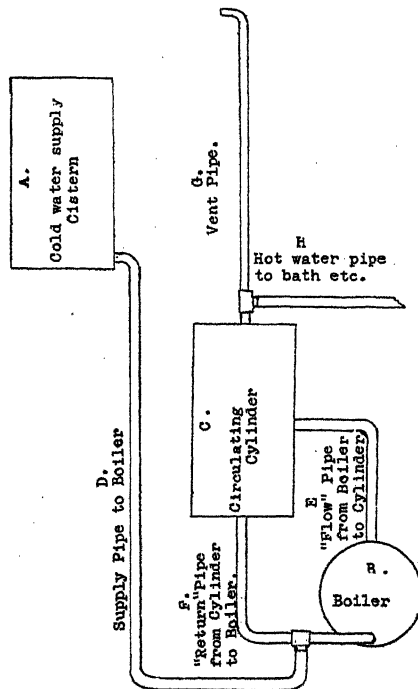 A.
Cold water supply
Cistern
G.
Vent Pipe.
H
Hot water pipe
to bath etc.
C.
Circulating
Cylinder
D.
Supply Pipe to Boiler
E
"Flow" Pipe
from Boiler
to Cylinder
F.
"Return"Pipe
from Cylinder
to Boiler.
B.
Boiler